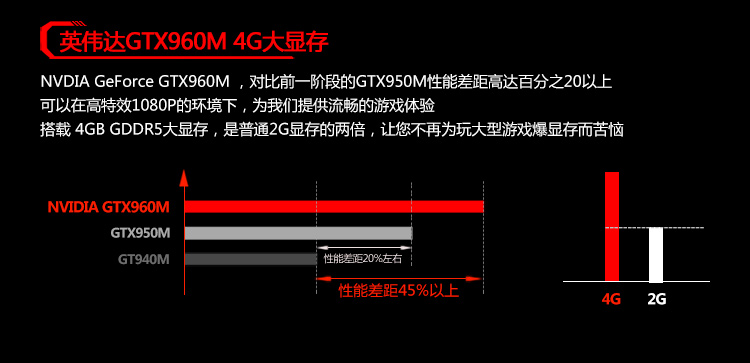 英伟达GTX960M 4G大显存
NVDIA GeForce GTX960M ，对比前一阶段的GTX950M性能差距高达百分之20以上
可以在高特效1080P的环境下，为我们提供流畅的游戏体验
搭载 4GB GDDR5大显存，是普通2G显存的两倍，让您不再为玩大型游戏爆显存而苦恼
NVIDIA GTX960M
GTX950M
GT940M
性能差距20%左右
性能差距45%以上
4G
2G